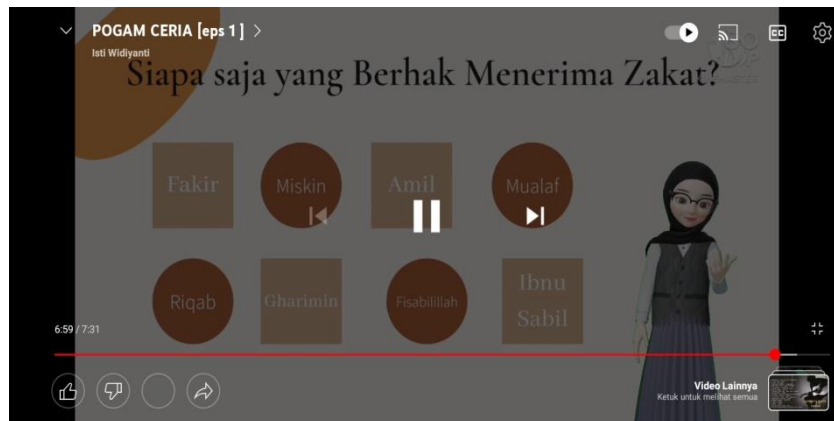 POGAM CERIA [eps 1] >
Isti Widiyanti
CC
Siapa saja yang Berhak Menerima Zakat?
Fakir
Miskin
Amil
Mualaf
Riqab
Gharimin
Fisabilillah
Ibnu
Sabil
6:59 / 7:31
Video Lainnya
Ketuk untuk melihat semua